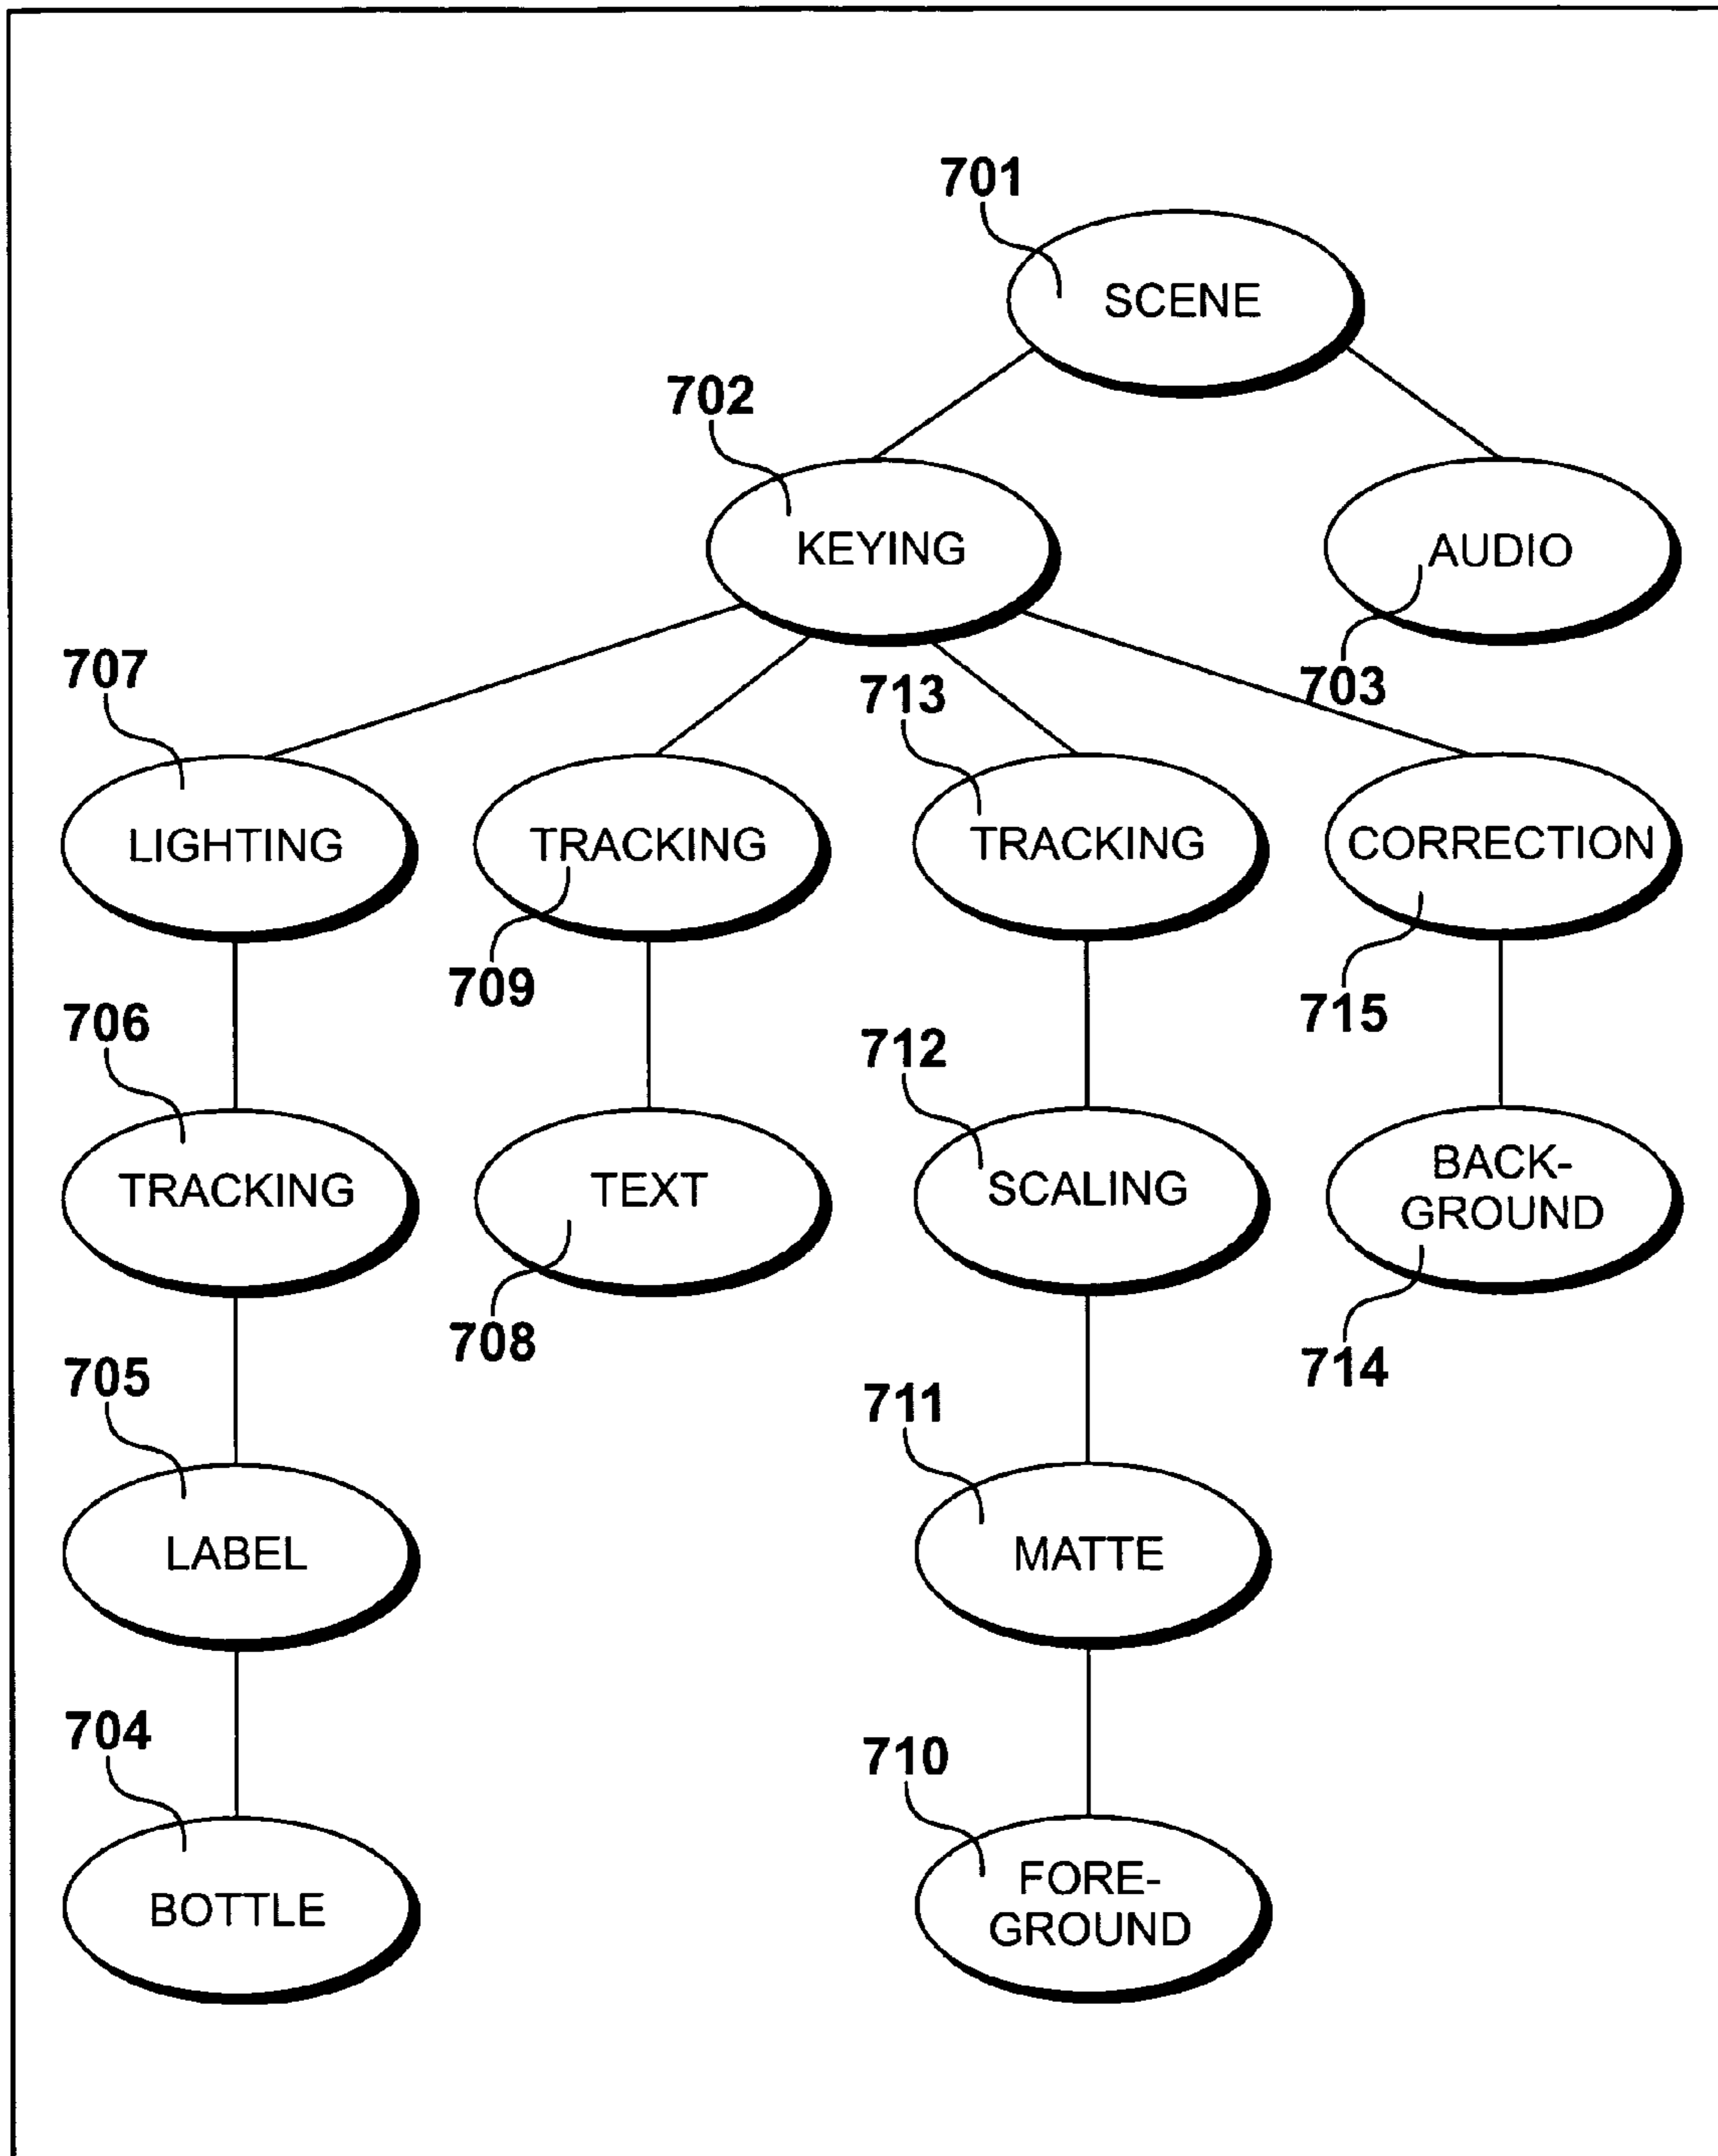 701
SCENE
702
KEYING
AUDIO
703
707
713
LIGHTING
TRACKING
TRACKING
CORRECTION
709
715
706
712
TRACKING
TEXT
SCALING
BACK-
GROUND
708
714
705
711
LABEL
MATTE
704
710
BOTTLE
FORE-
GROUND